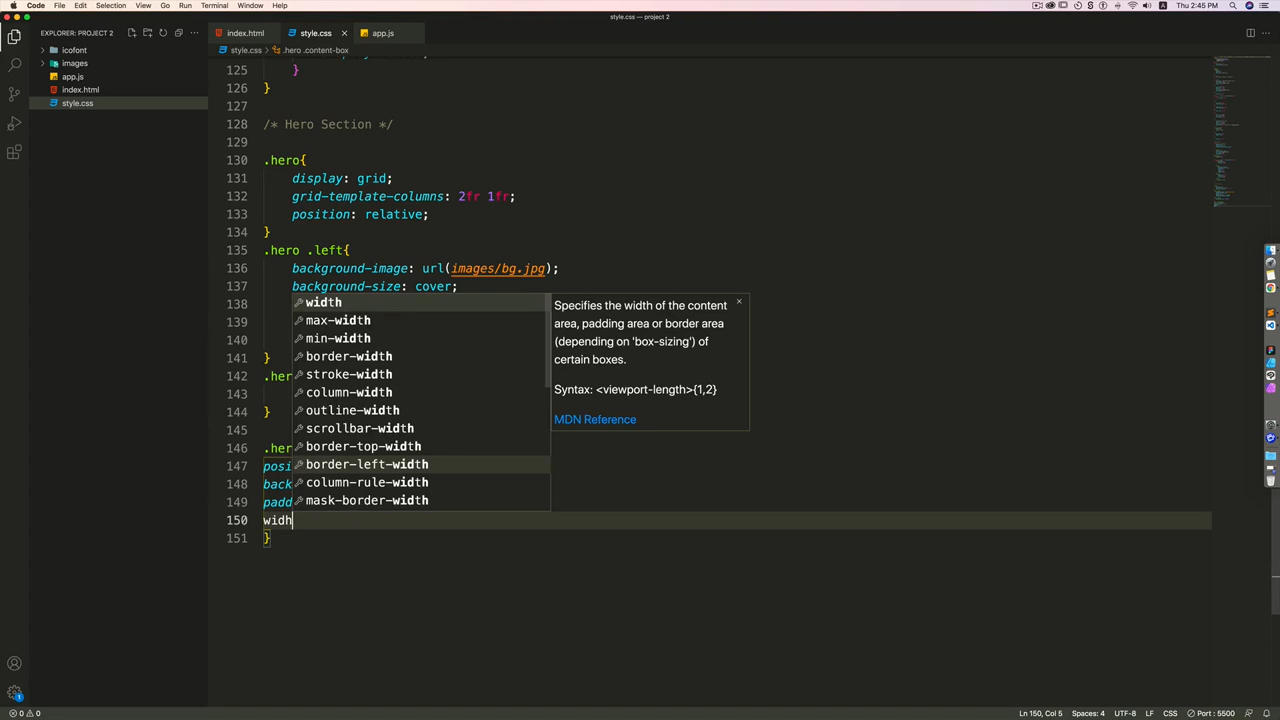 Code File Edit Selection View Go Run Terminal Window Help Thu 2:45 PM
style.css — project 2
EXPLORER: PROJECT 2
index.html style.css app.js
style.css > .hero .content-box
icofont
images
app.js
index.html
style.css
125 }
126 }
127
128 /* Hero Section */
129
130 .hero{
131 display: grid;
132 grid-template-columns: 2fr 1fr;
133 position: relative;
134 }
135 .hero .left{
136 background-image: url(images/bg.jpg);
137 background-size: cover;
138
139
140
141 }
142 .her
143
144 }
145
146 .her
147 posi
148 back
149 padd
150 widh
151 }
width
max-width
min-width
border-width
stroke-width
column-width
outline-width
scrollbar-width
border-top-width
border-left-width
column-rule-width
mask-border-width
Specifies the width of the content
area, padding area or border area
(depending on 'box-sizing') of
certain boxes.
Syntax: <viewport-length>{1,2}
MDN Reference
1
0 0 Ln 150, Col 5 Spaces: 4 UTF-8 LF CSS Port : 5500